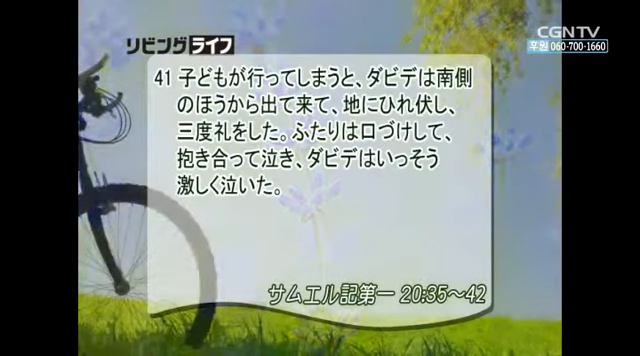 リビングライフ
CGNTV
후원 060-700-1660
41 子どもが行ってしまうと、ダビデは南側
のほうから出て来て、地にひれ伏し、
三度礼をした。ふたりは口づけして、
抱き合って泣き、ダビデはいっそう
激しく泣いた。
サムエル記第一 20:35～42